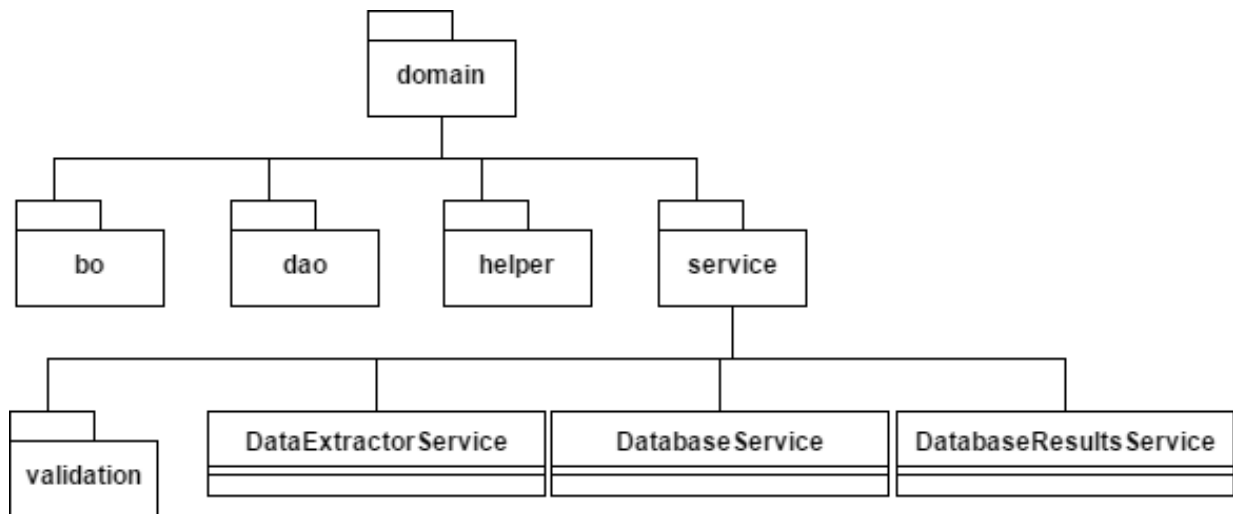 domain
bo
dao
helper
service
validation
DataExtractorService
DatabaseService
DatabaseResultsService